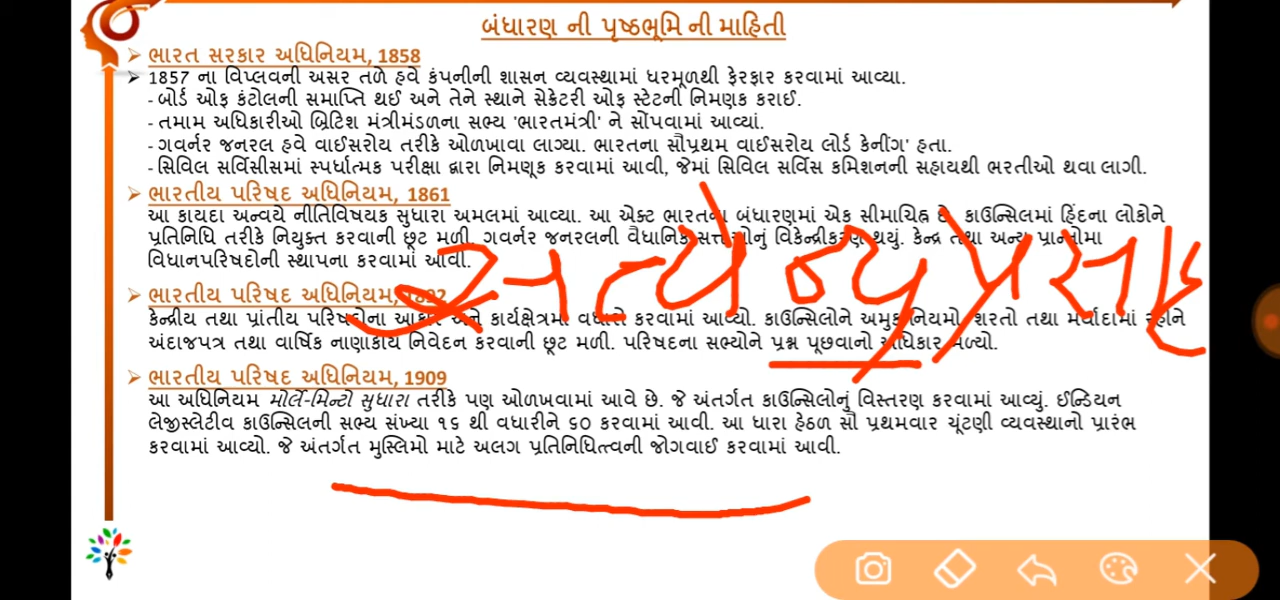 બંધારણ ની પૃષ્ઠભૂમિ ની માહિતી
ભારત સરકાર અધિનિયમ, 1858
1857 ના વિપ્લવની અસર તળે હવે કંપનીની શાસન વ્યવસ્થામાં ધરમૂળથી ફેરફાર કરવામાં આવ્યા.
- બોર્ડ ઓફ કંટોલની સમાપ્તિ થઈ અને તેને સ્થાને સેક્રેટરી ઓફ સ્ટેટની નિમણક કરાઈ.
- તમામ અધિકારીઓ બ્રિટિશ મંત્રીમંડળના સભ્ય 'ભારતમંત્રી' ને સોંપવામાં આવ્યાં.
- ગવર્નર જનરલ હવે વાઈસરોય તરીકે ઓળખાવા લાગ્યા. ભારતના સૌપ્રથમ વાઈસરોય લોર્ડ કેનીંગ' હતા.
- સિવિલ સર્વિસીસમાં સ્પર્ધાત્મક પરીક્ષા દ્વારા નિમણૂક કરવામાં આવી, જેમાં સિવિલ સર્વિસ કમિશનની સહાયથી ભરતીઓ થવા લાગી.
ભારતીય પરિષદ અધિનિયમ, 1861
આ કાયદા અન્વયે નીતિવિષયક સુધારા અમલમાં આવ્યા. આ એક્ટ ભારતના બંધારણમાં એક સીમાચિહ્ન છે. કાઉન્સિલમાં હિંદના લોકોને
પ્રતિનિધિ તરીકે નિયુક્ત કરવાની છૂટ મળી. ગવર્નર જનરલની વૈધાનિક સત્તાઓનું વિકેન્દ્રીકરણ થયું. કેન્દ્ર તથા અન્ય પ્રાન્તોમા
વિધાનપરિષદોની સ્થાપના કરવામાં આવી.
ભારતીય પરિષદ અધિનિયમ, 1892
કેન્દ્રીય તથા પ્રાંતીય પરિષદોના આકાર અને કાર્યક્ષેત્રમાં વધારો કરવામાં આવ્યો. કાઉન્સિલોને અમુક નિયમો, શરતો તથા મર્યાદામાં રહીને
અંદાજપત્ર તથા વાર્ષિક નાણાકીય નિવેદન કરવાની છૂટ મળી. પરિષદના સભ્યોને પ્રશ્ન પૂછવાનો અધિકાર મળ્યો.
ભારતીય પરિષદ અધિનિયમ, 1909
આ અધિનિયમ મોર્લે-મિન્ટો સુધારા તરીકે પણ ઓળખવામાં આવે છે. જે અંતર્ગત કાઉન્સિલોનું વિસ્તરણ કરવામાં આવ્યું. ઈન્ડિયન
લેજીસ્લેટીવ કાઉન્સિલની સભ્ય સંખ્યા ૧૬ થી વધારીને ૬૦ કરવામાં આવી. આ ધારા હેઠળ સૌ પ્રથમવાર ચૂંટણી વ્યવસ્થાનો પ્રારંભ
કરવામાં આવ્યો. જે અંતર્ગત મુસ્લિમો માટે અલગ પ્રતિનિધિત્વની જોગવાઈ કરવામાં આવી.